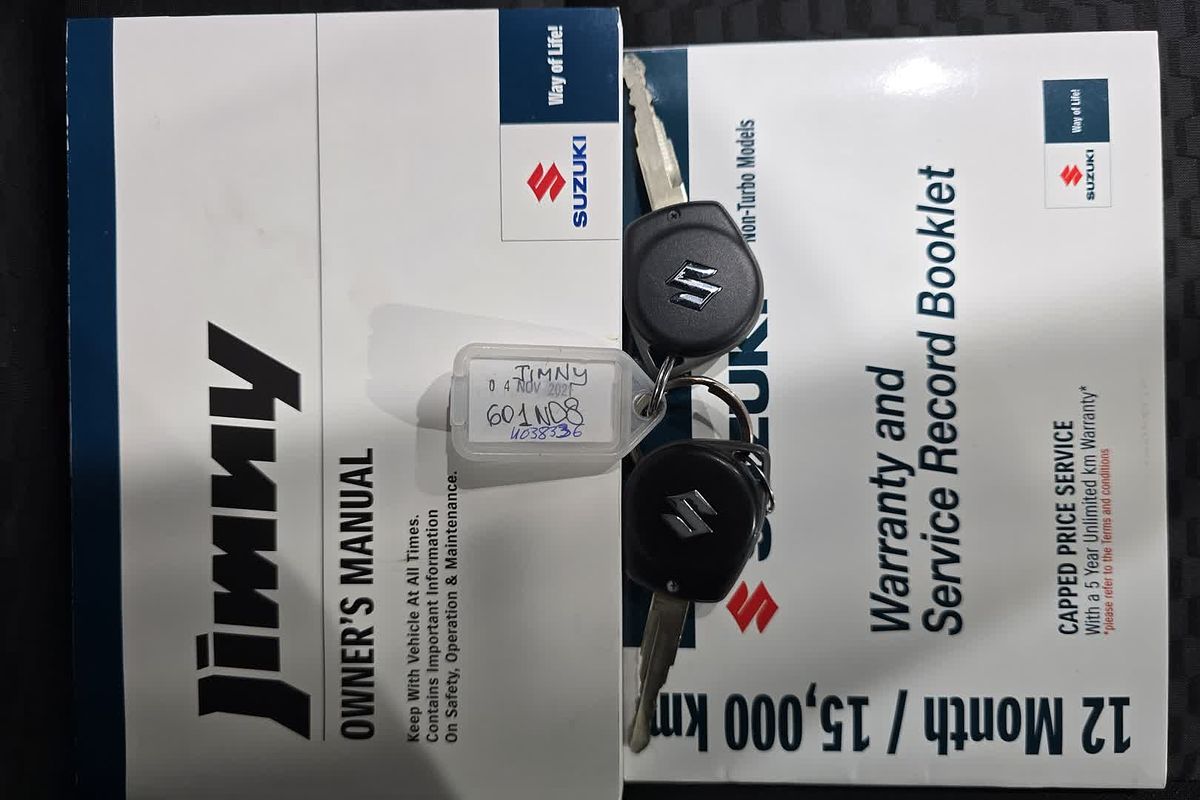 Jimny
OWNER'S MANUAL
Keep With Vehicle At All Times.
Contains Important Information
On Safety, Operation & Maintenance.
SUZUKI
Way of Life!
JIMNY
04 NOV 2021
601ND8
U038336
SUZUKI
Non-Turbo Models
Warranty and
Service Record Booklet
SUZUKI
Way of Life!
CAPPED PRICE SERVICE
With a 5 Year Unlimited km Warranty*
*please refer to the Terms and conditions
12 Month / 15,000 km